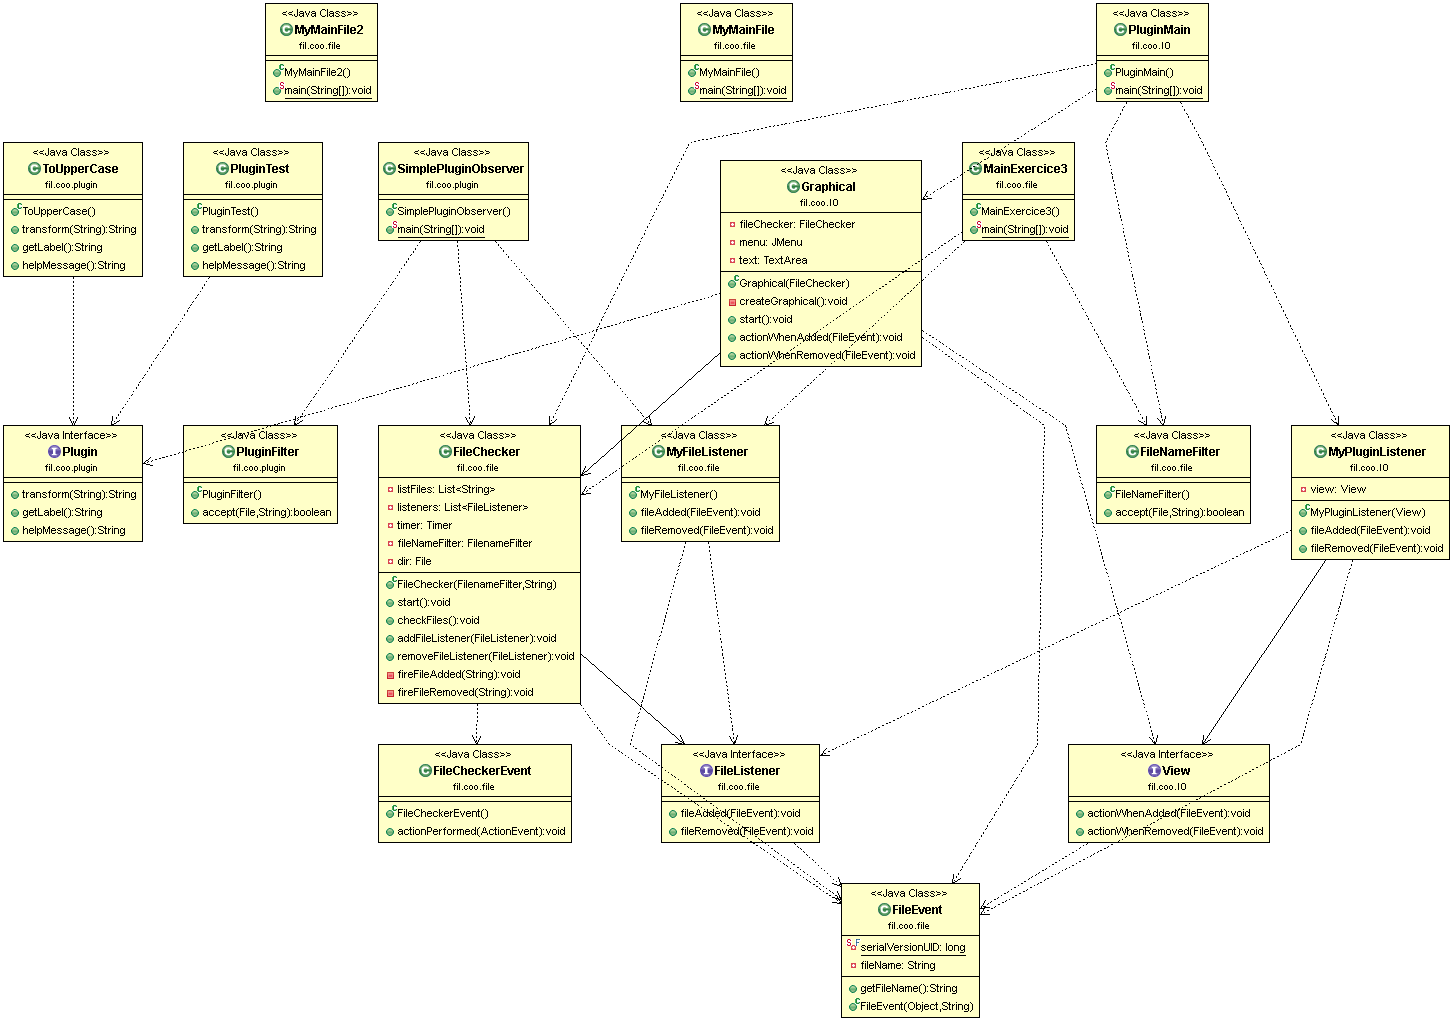 <<Java Class>>
MyMainFile2
fil.coo.file
MyMainFile2()
main(String[]):void
<<Java Class>>
MyMainFile
fil.coo.file
MyMainFile()
main(String[]):void
<<Java Class>>
PluginMain
fil.coo.IO
PluginMain()
main(String[]):void
<<Java Class>>
ToUpperCase
fil.coo.plugin
ToUpperCase()
transform(String):String
getLabel():String
helpMessage():String
<<Java Class>>
PluginTest
fil.coo.plugin
PluginTest()
transform(String):String
getLabel():String
helpMessage():String
<<Java Class>>
SimplePluginObserver
fil.coo.plugin
SimplePluginObserver()
main(String[]):void
<<Java Class>>
Graphical
fil.coo.IO
fileChecker: FileChecker
menu: JMenu
text: TextArea
Graphical(FileChecker)
createGraphical():void
start():void
actionWhenAdded(FileEvent):void
actionWhenRemoved(FileEvent):void
<<Java Class>>
MainExercice3
fil.coo.file
MainExercice3()
main(String[]):void
<<Java Interface>>
Plugin
fil.coo.plugin
transform(String):String
getLabel():String
helpMessage():String
<<Java Class>>
PluginFilter
fil.coo.plugin
PluginFilter()
accept(File,String):boolean
<<Java Class>>
FileChecker
fil.coo.file
listFiles: List<String>
listeners: List<FileListener>
timer: Timer
fileNameFilter: FilenameFilter
dir: File
FileChecker(FilenameFilter,String)
start():void
checkFiles():void
addFileListener(FileListener):void
removeFileListener(FileListener):void
fireFileAdded(String):void
fireFileRemoved(String):void
<<Java Class>>
MyFileListener
fil.coo.file
MyFileListener()
fileAdded(FileEvent):void
fileRemoved(FileEvent):void
<<Java Class>>
FileNameFilter
fil.coo.file
FileNameFilter()
accept(File,String):boolean
<<Java Class>>
MyPluginListener
fil.coo.IO
view: View
MyPluginListener(View)
fileAdded(FileEvent):void
fileRemoved(FileEvent):void
<<Java Class>>
FileCheckerEvent
fil.coo.file
FileCheckerEvent()
actionPerformed(ActionEvent):void
<<Java Interface>>
FileListener
fil.coo.file
fileAdded(FileEvent):void
fileRemoved(FileEvent):void
<<Java Interface>>
View
fil.coo.IO
actionWhenAdded(FileEvent):void
actionWhenRemoved(FileEvent):void
<<Java Class>>
FileEvent
fil.coo.file
serialVersionUID: long
fileName: String
getFileName():String
FileEvent(Object,String)